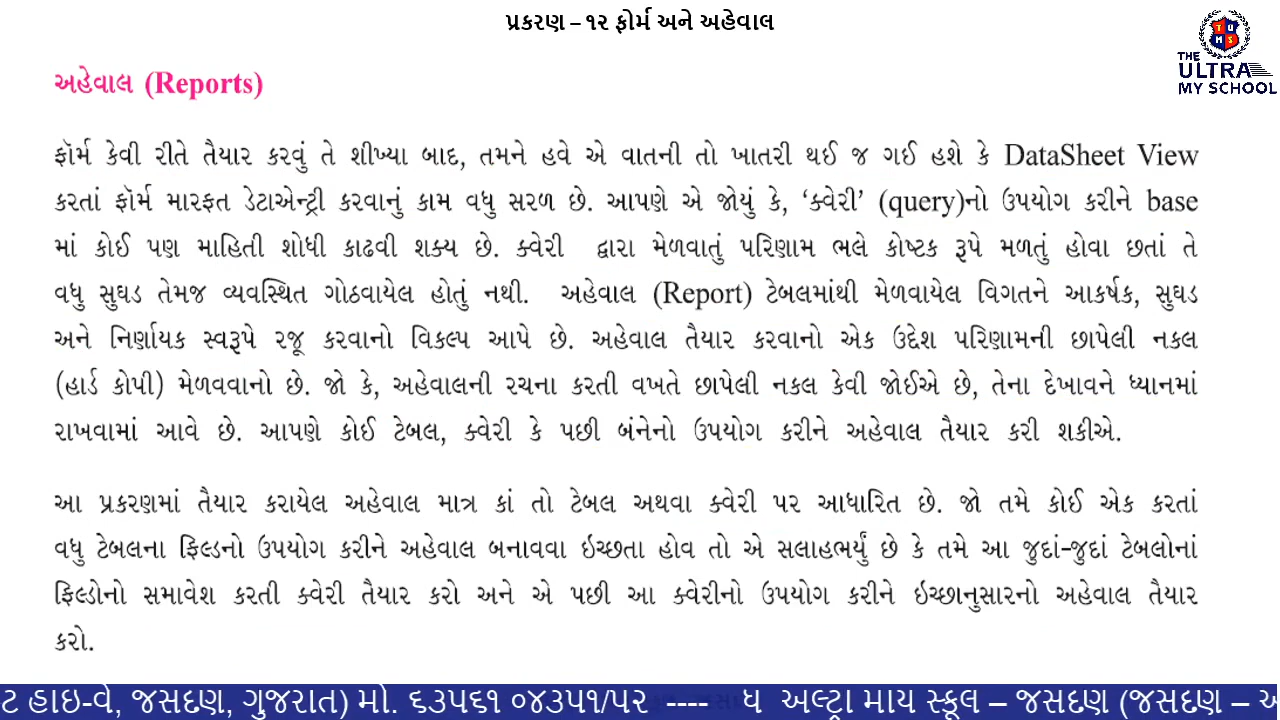 પ્રકરણ – ૧૨ ફોર્મ અને અહેવાલ
THE
ULTRA
MY SCHOOL
T U
M S
અહેવાલ (Reports)
ફૉર્મ કેવી રીતે તૈયાર કરવું તે શીખ્યા બાદ, તમને હવે એ વાતની તો ખાતરી થઈ જ ગઈ હશે કે DataSheet View
કરતાં ફૉર્મ મારફત ડેટાએન્ટ્રી કરવાનું કામ વધુ સરળ છે. આપણે એ જોયું કે, ‘ક્વેરી’ (query)નો ઉપયોગ કરીને base
માં કોઈ પણ માહિતી શોધી કાઢવી શક્ય છે. ક્વેરી દ્વારા મેળવાતું પરિણામ ભલે કોષ્ટક રૂપે મળતું હોવા છતાં તે
વધુ સુઘડ તેમજ વ્યવસ્થિત ગોઠવાયેલ હોતું નથી. અહેવાલ (Report) ટેબલમાંથી મેળવાયેલ વિગતને આકર્ષક, સુઘડ
અને નિર્ણાયક સ્વરૂપે રજૂ કરવાનો વિકલ્પ આપે છે. અહેવાલ તૈયાર કરવાનો એક ઉદ્દેશ પરિણામની છાપેલી નકલ
(હાર્ડ કોપી) મેળવવાનો છે. જો કે, અહેવાલની રચના કરતી વખતે છાપેલી નકલ કેવી જોઈએ છે, તેના દેખાવને ધ્યાનમાં
રાખવામાં આવે છે. આપણે કોઈ ટેબલ, ક્વેરી કે પછી બંનેનો ઉપયોગ કરીને અહેવાલ તૈયાર કરી શકીએ.
આ પ્રકરણમાં તૈયાર કરાયેલ અહેવાલ માત્ર કાં તો ટેબલ અથવા ક્વેરી પર આધારિત છે. જો તમે કોઈ એક કરતાં
વધુ ટેબલના ફિલ્ડનો ઉપયોગ કરીને અહેવાલ બનાવવા ઇચ્છતા હોવ તો એ સલાહભર્યું છે કે તમે આ જુદાં-જુદાં ટેબલોનાં
ફિલ્ડોનો સમાવેશ કરતી ક્વેરી તૈયાર કરો અને એ પછી આ ક્વેરીનો ઉપયોગ કરીને ઇચ્છાનુસારનો અહેવાલ તૈયાર
કરો.
ટ હાઇ-વે, જસદણ, ગુજરાત) મો. ૬૩૫૬૧ ૦૪૩૫૧/૫૨ ---- ધ અલ્ટ્રા માય સ્કૂલ – જસદણ (જસદણ –